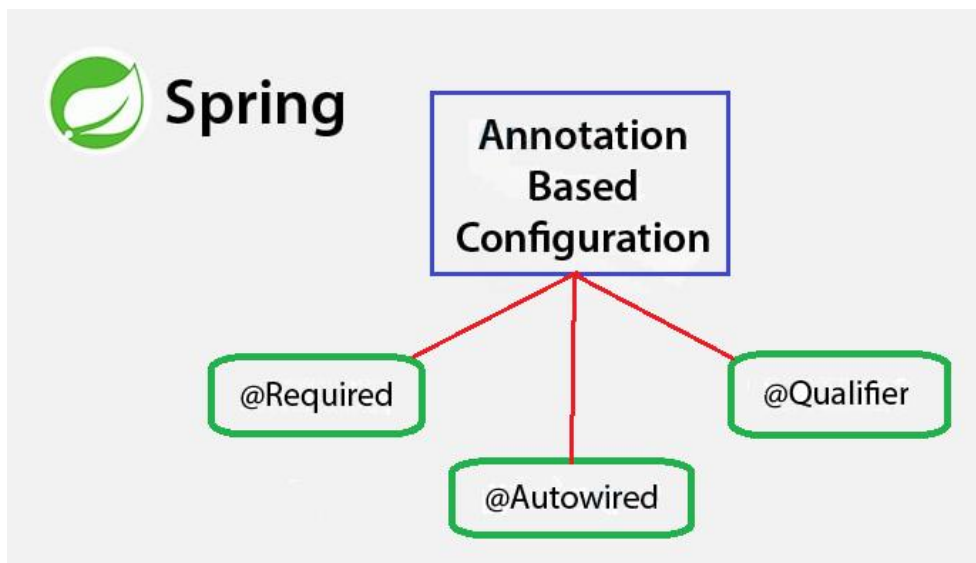 Spring
Annotation
Based
Configuration
@Required
@Qualifier
@Autowired